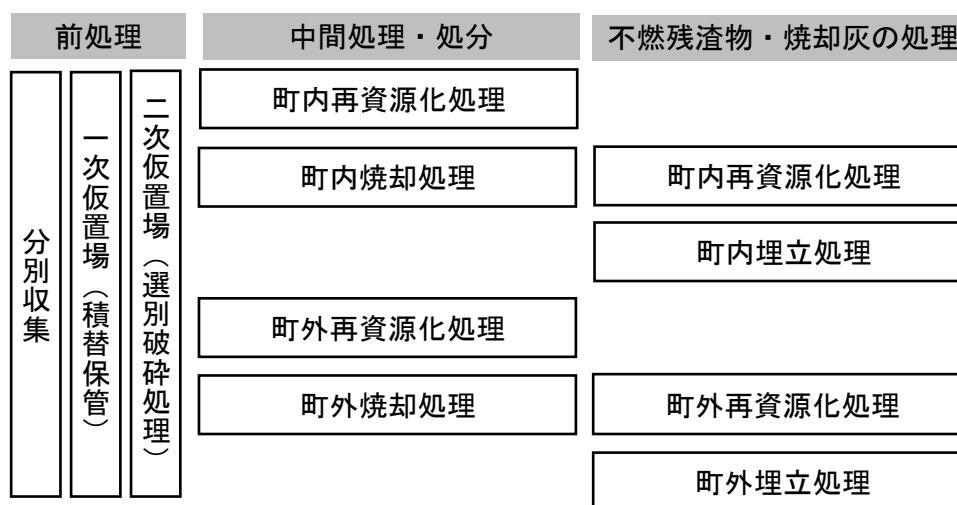 前処理
中間処理・処分
不燃残渣物・焼却灰の処理
分別収集
一次仮置場(積替保管)
二次仮置場(選別破砕処理)
町内再資源化処理
町内焼却処理
町内再資源化処理
町内埋立処理
町外再資源化処理
町外焼却処理
町外再資源化処理
町外埋立処理